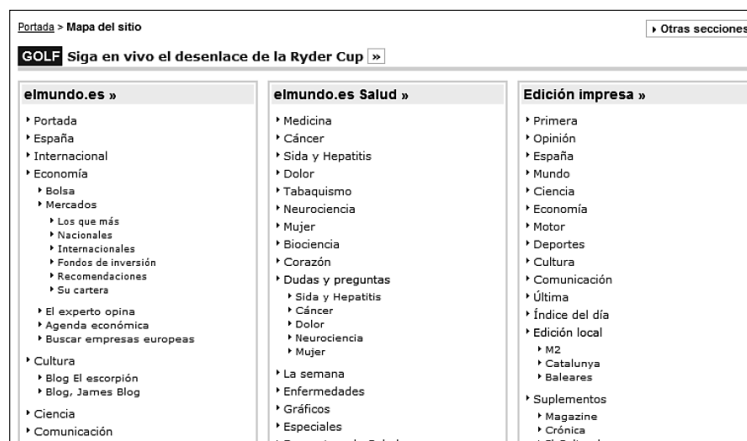 Portada > Mapa del sitio
Otras secciones
GOLF Siga en vivo el desenlace de la Ryder Cup »
elmundo.es »
Portada
España
Internacional
Economía
Bolsa
Mercados
Los que más
Nacionales
Internacionales
Fondos de inversión
Recomendaciones
Su cartera
El experto opina
Agenda económica
Buscar empresas europeas
Cultura
Blog El escorpión
Blog, James Blog
Ciencia
Comunicación
elmundo.es Salud »
Medicina
Cáncer
Sida y Hepatitis
Dolor
Tabaquismo
Neurociencia
Mujer
Biociencia
Corazón
Dudas y preguntas
Sida y Hepatitis
Cáncer
Dolor
Neurociencia
Mujer
La semana
Enfermedades
Gráficos
Especiales
Edición impresa »
Primera
Opinión
España
Mundo
Ciencia
Economía
Motor
Deportes
Cultura
Comunicación
Última
Índice del día
Edición local
M2
Catalunya
Baleares
Suplementos
Magazine
Crónica